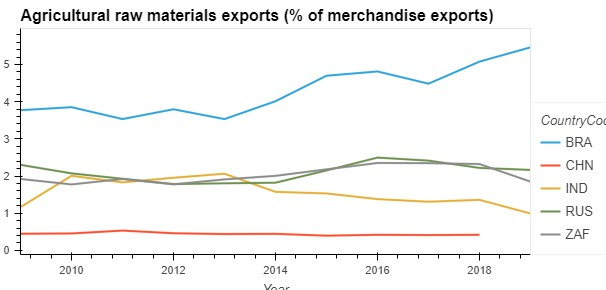 Agricultural raw materials exports (% of merchandise exports)
5
4
3
2
1
0
2010 2012 2014 2016 2018
Year
CountryCoo
BRA
CHN
IND
RUS
ZAF